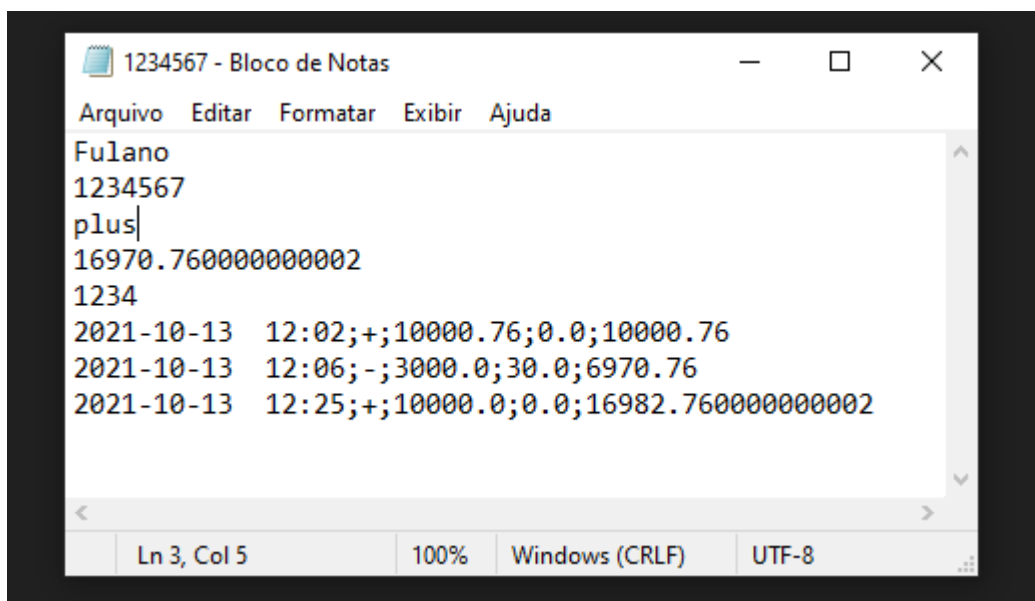 1234567 - Bloco de Notas
Arquivo Editar Formatar Exibir Ajuda
Fulano
1234567
plus
16970.760000000002
1234
2021-10-13  12:02;+;10000.76;0.0;10000.76
2021-10-13  12:06;-;3000.0;30.0;6970.76
2021-10-13  12:25;+;10000.0;0.0;16982.760000000002
Ln 3, Col 5 100% Windows (CRLF) UTF-8